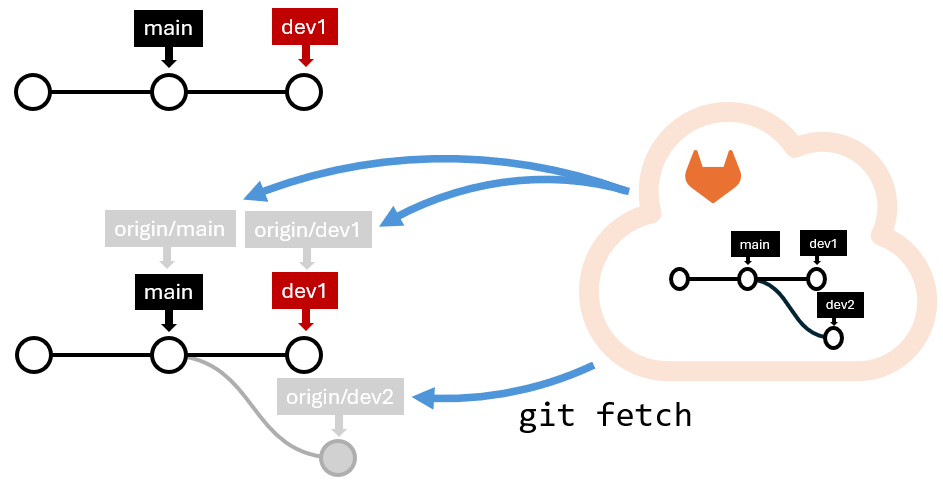 main
dev1
origin/main
origin/dev1
main
dev1
origin/dev2
git fetch
main
dev1
dev2